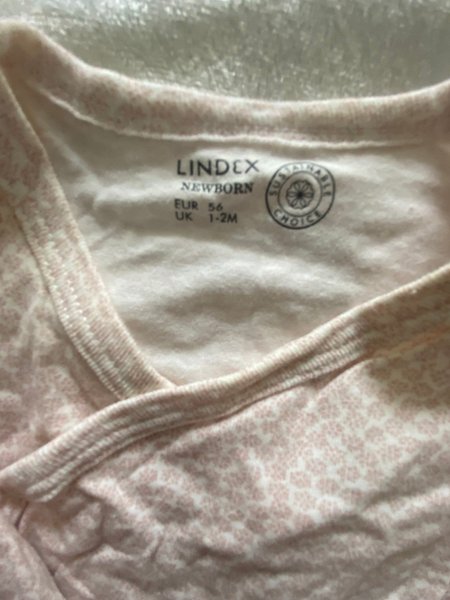 LINDEX
NEWBORN
EUR 56
UK 1-2M
SUSTAINABLE
CHOICE